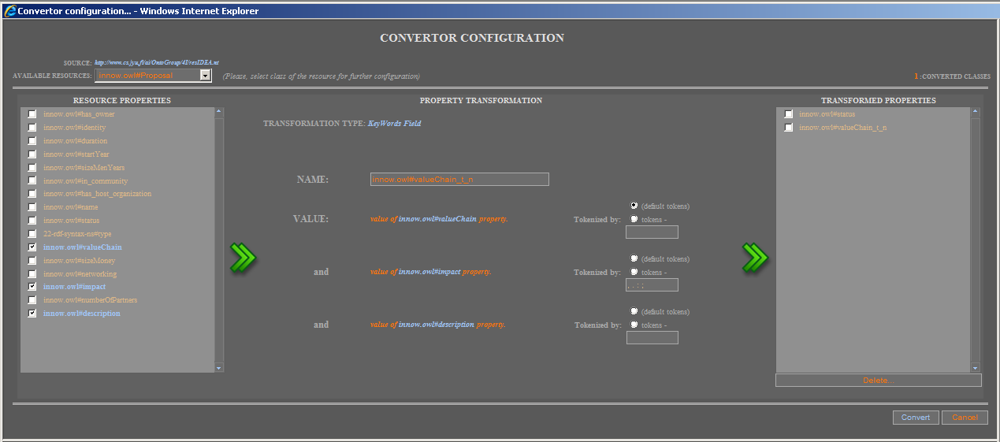 Convertor configuration... - Windows Internet Explorer
CONVERTOR CONFIGURATION
SOURCE: http://www.cs.jyu.fi/ai/OntoGroup/4I/resIDEA.nt
AVAILABLE RESOURCES: innow.owl#Proposal (Please, select class of the resource for further configuration) 1 :CONVERTED CLASSES
RESOURCE PROPERTIES
innow.owl#has_owner
innow.owl#identity
innow.owl#duration
innow.owl#startYear
innow.owl#sizeMenYears
innow.owl#in_community
innow.owl#has_host_organization
innow.owl#name
innow.owl#status
22-rdf-syntax-ns#type
innow.owl#valueChain
innow.owl#sizeMoney
innow.owl#networking
innow.owl#impact
innow.owl#numberOfPartners
innow.owl#description
PROPERTY TRANSFORMATION
TRANSFORMATION TYPE: KeyWords Field
NAME: innow.owl#valueChain_t_n
VALUE: value of innow.owl#valueChain property. Tokenized by: (default tokens)
tokens -
and value of innow.owl#impact property. Tokenized by: (default tokens)
tokens -
, . : ;
and value of innow.owl#description property. Tokenized by: (default tokens)
tokens -
TRANSFORMED PROPERTIES
innow.owl#status
innow.owl#valueChain_t_n
Delete...
Convert Cancel